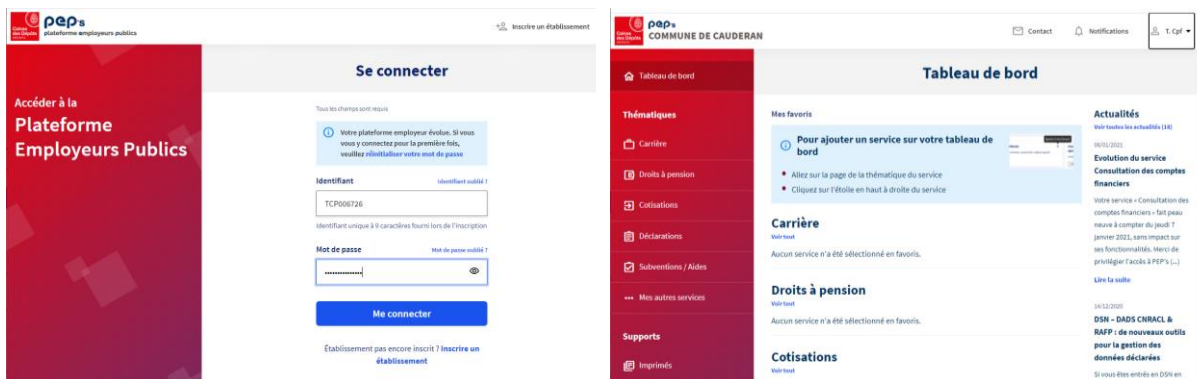 Caisse des Dépôts
pep's
plateforme employeurs publics
Inscrire un établissement
Accéder à la
Plateforme
Employeurs Publics
Se connecter
Tous les champs sont requis
Votre plateforme employeur évolue. Si vous
vous y connectez pour la première fois,
veuillez réinitialiser votre mot de passe
Identifiant
Identifiant oublié ?
TCP006726
Identifiant unique à 9 caractères fourni lors de l'inscription
Mot de passe
Mot de passe oublié ?
Me connecter
Établissement pas encore inscrit ? Inscrire un
établissement
Caisse des Dépôts
pep's
COMMUNE DE CAUDERAN
Contact
Notifications
T. Cpf
Tableau de bord
Thématiques
Carrière
Droits à pension
Cotisations
Déclarations
Subventions / Aides
Mes autres services
Supports
Imprimés
Tableau de bord
Mes favoris
Pour ajouter un service sur votre tableau de
bord
Allez sur la page de la thématique du service
Cliquez sur l'étoile en haut à droite du service
Carrière
Voir tout
Aucun service n'a été sélectionné en favoris.
Droits à pension
Voir tout
Aucun service n'a été sélectionné en favoris.
Cotisations
Voir tout
Actualités
Voir toutes les actualités (18)
06/01/2021
Evolution du service
Consultation des comptes
financiers
Votre service « Consultation des
comptes financiers » fait peau
neuve à compter du jeudi 7
janvier 2021, sans impact sur
ses fonctionnalités. Merci de
privilégier l'accès à PEP's (...)
Lire la suite
14/12/2020
DSN – DADS CNRACL &
RAFP : de nouveaux outils
pour la gestion des
données déclarées
Si vous êtes entrés en DSN en